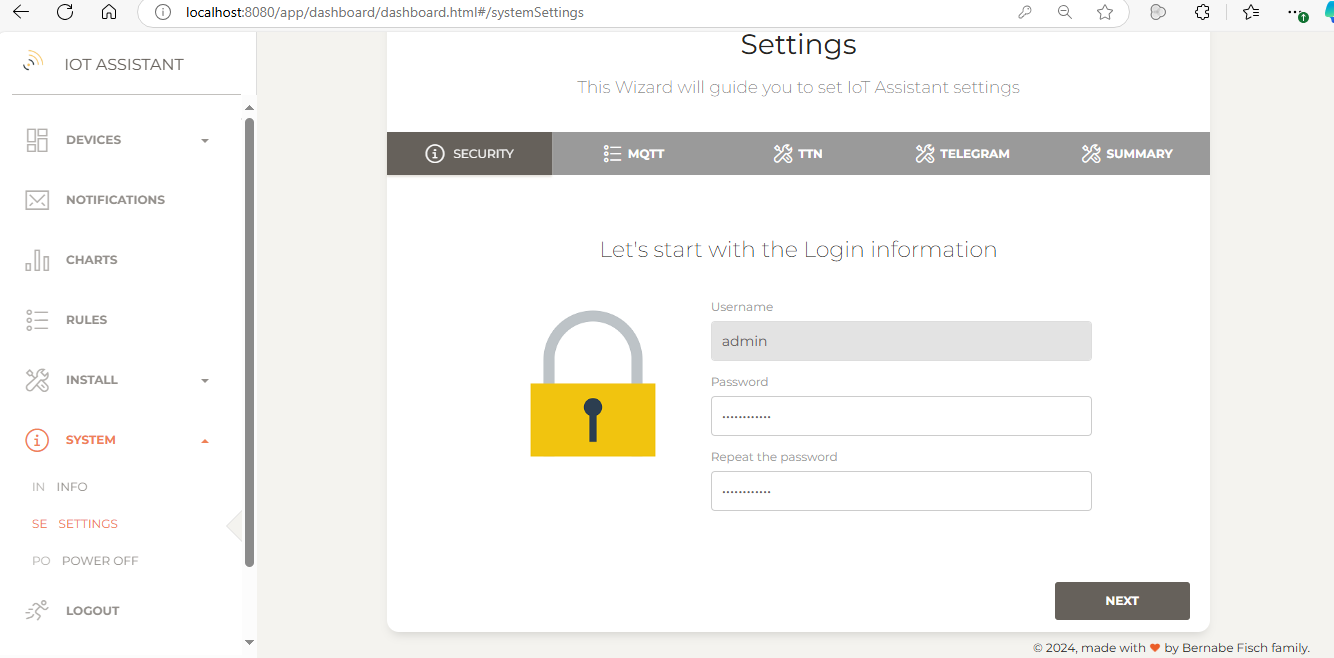 localhost:8080/app/dashboard/dashboard.html#/systemSettings
IOT ASSISTANT
DEVICES
NOTIFICATIONS
CHARTS
RULES
INSTALL
SYSTEM
IN INFO
SE SETTINGS
PO POWER OFF
LOGOUT
Settings
This Wizard will guide you to set IoT Assistant settings
SECURITY MQTT TTN TELEGRAM SUMMARY
Let's start with the Login information
Username
admin
Password
••••••••••••
Repeat the password
••••••••••••
NEXT
© 2024, made with ❤ by Bernabe Fisch family.